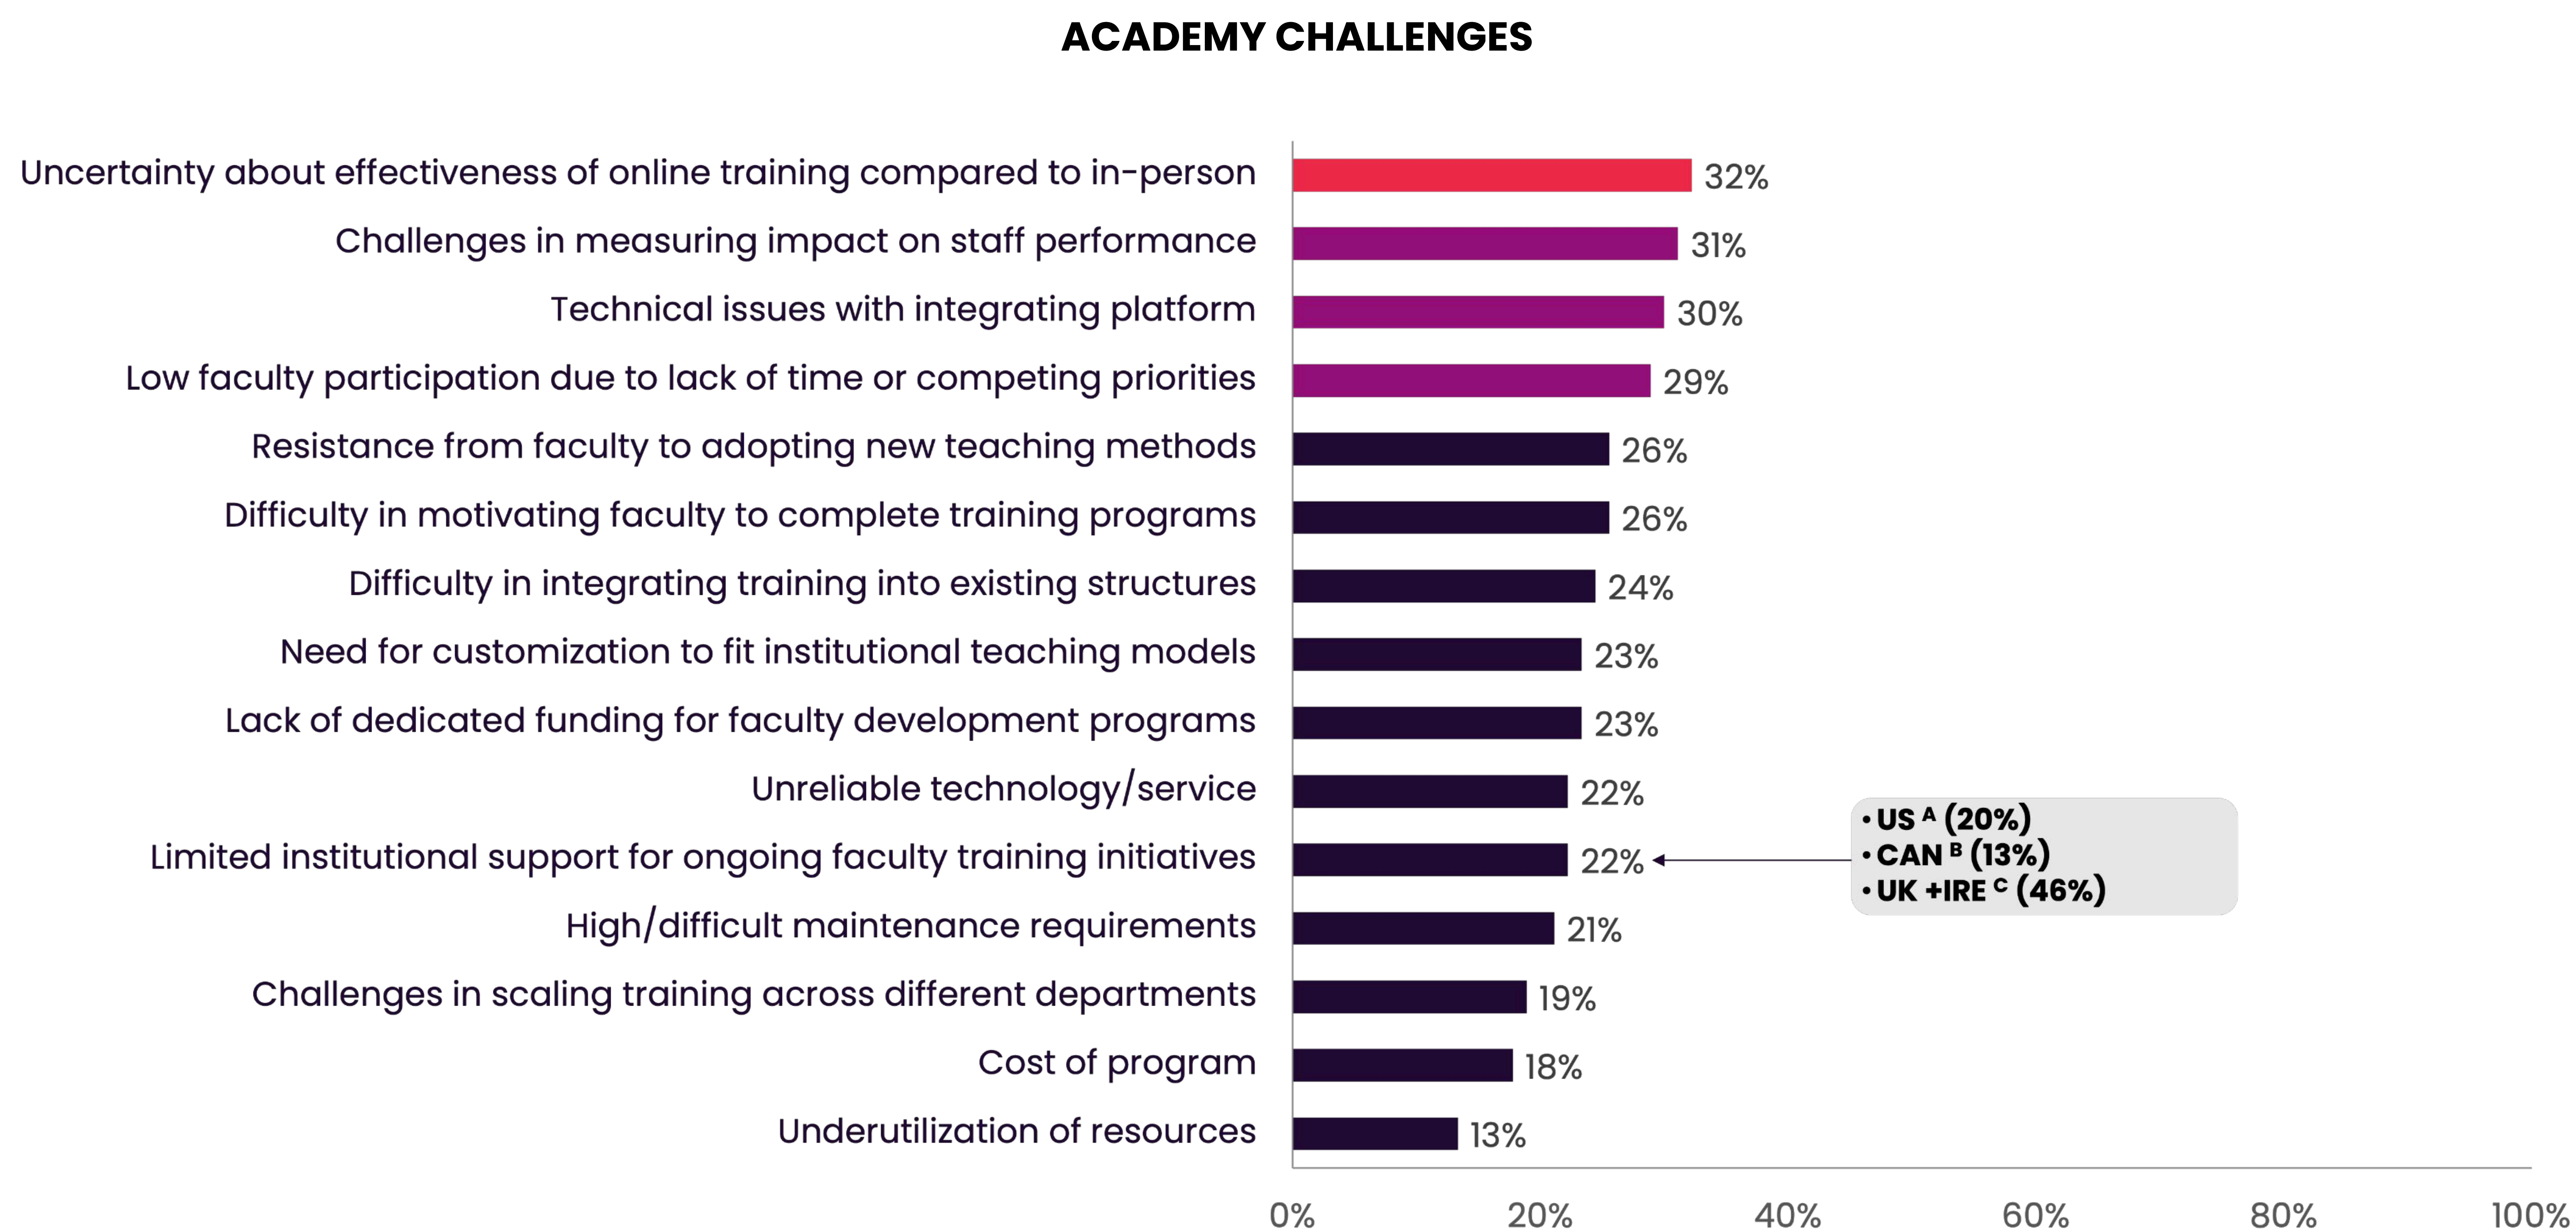 ACADEMY CHALLENGES
Uncertainty about effectiveness of online training compared to in-person 32%
Challenges in measuring impact on staff performance 31%
Technical issues with integrating platform 30%
Low faculty participation due to lack of time or competing priorities 29%
Resistance from faculty to adopting new teaching methods 26%
Difficulty in motivating faculty to complete training programs 26%
Difficulty in integrating training into existing structures 24%
Need for customization to fit institutional teaching models 23%
Lack of dedicated funding for faculty development programs 23%
Unreliable technology/service 22%
• US A (20%)
Limited institutional support for ongoing faculty training initiatives 22% • CAN B (13%)
• UK +IRE C (46%)
High/difficult maintenance requirements 21%
Challenges in scaling training across different departments 19%
Cost of program 18%
Underutilization of resources 13%
0% 20% 40% 60% 80% 100%